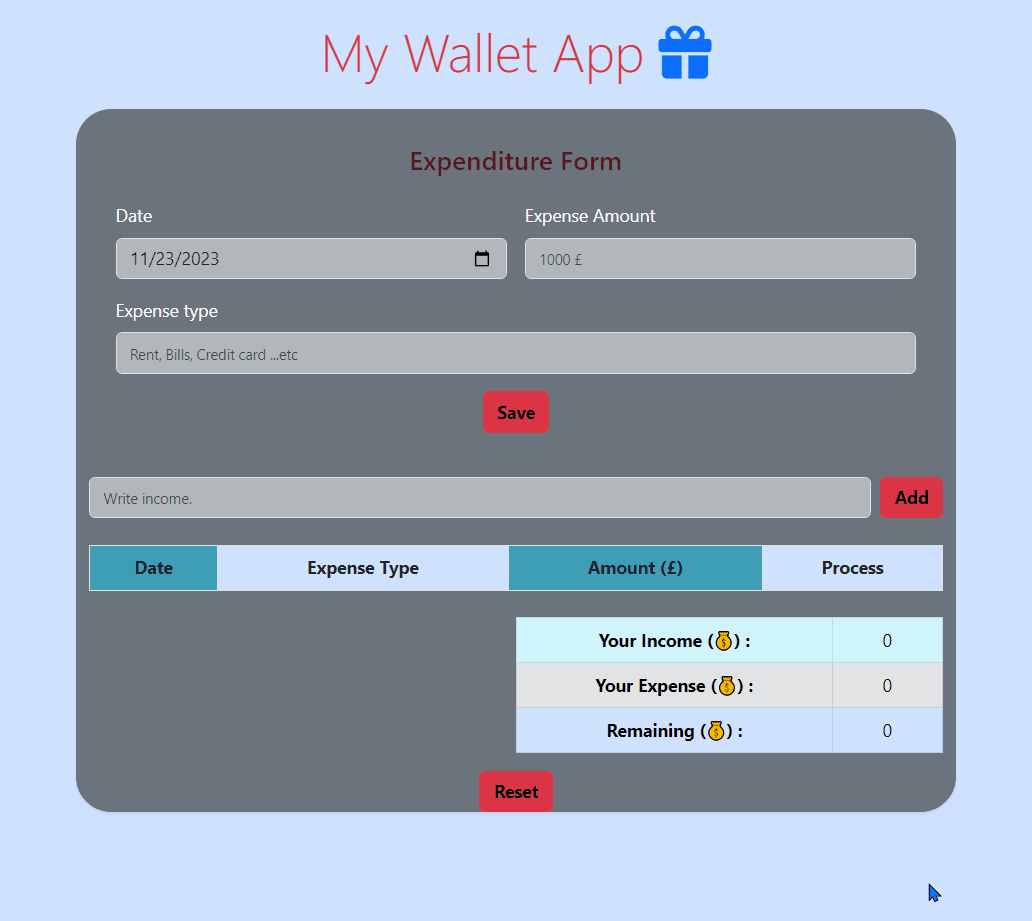 My Wallet App
Expenditure Form
Date Expense Amount
11/23/2023 1000 £
Expense type
Rent, Bills, Credit card ...etc
Save
Write income. Add
Date Expense Type Amount (£) Process
Your Income (💰) : 0
Your Expense (💰) : 0
Remaining (💰) : 0
Reset